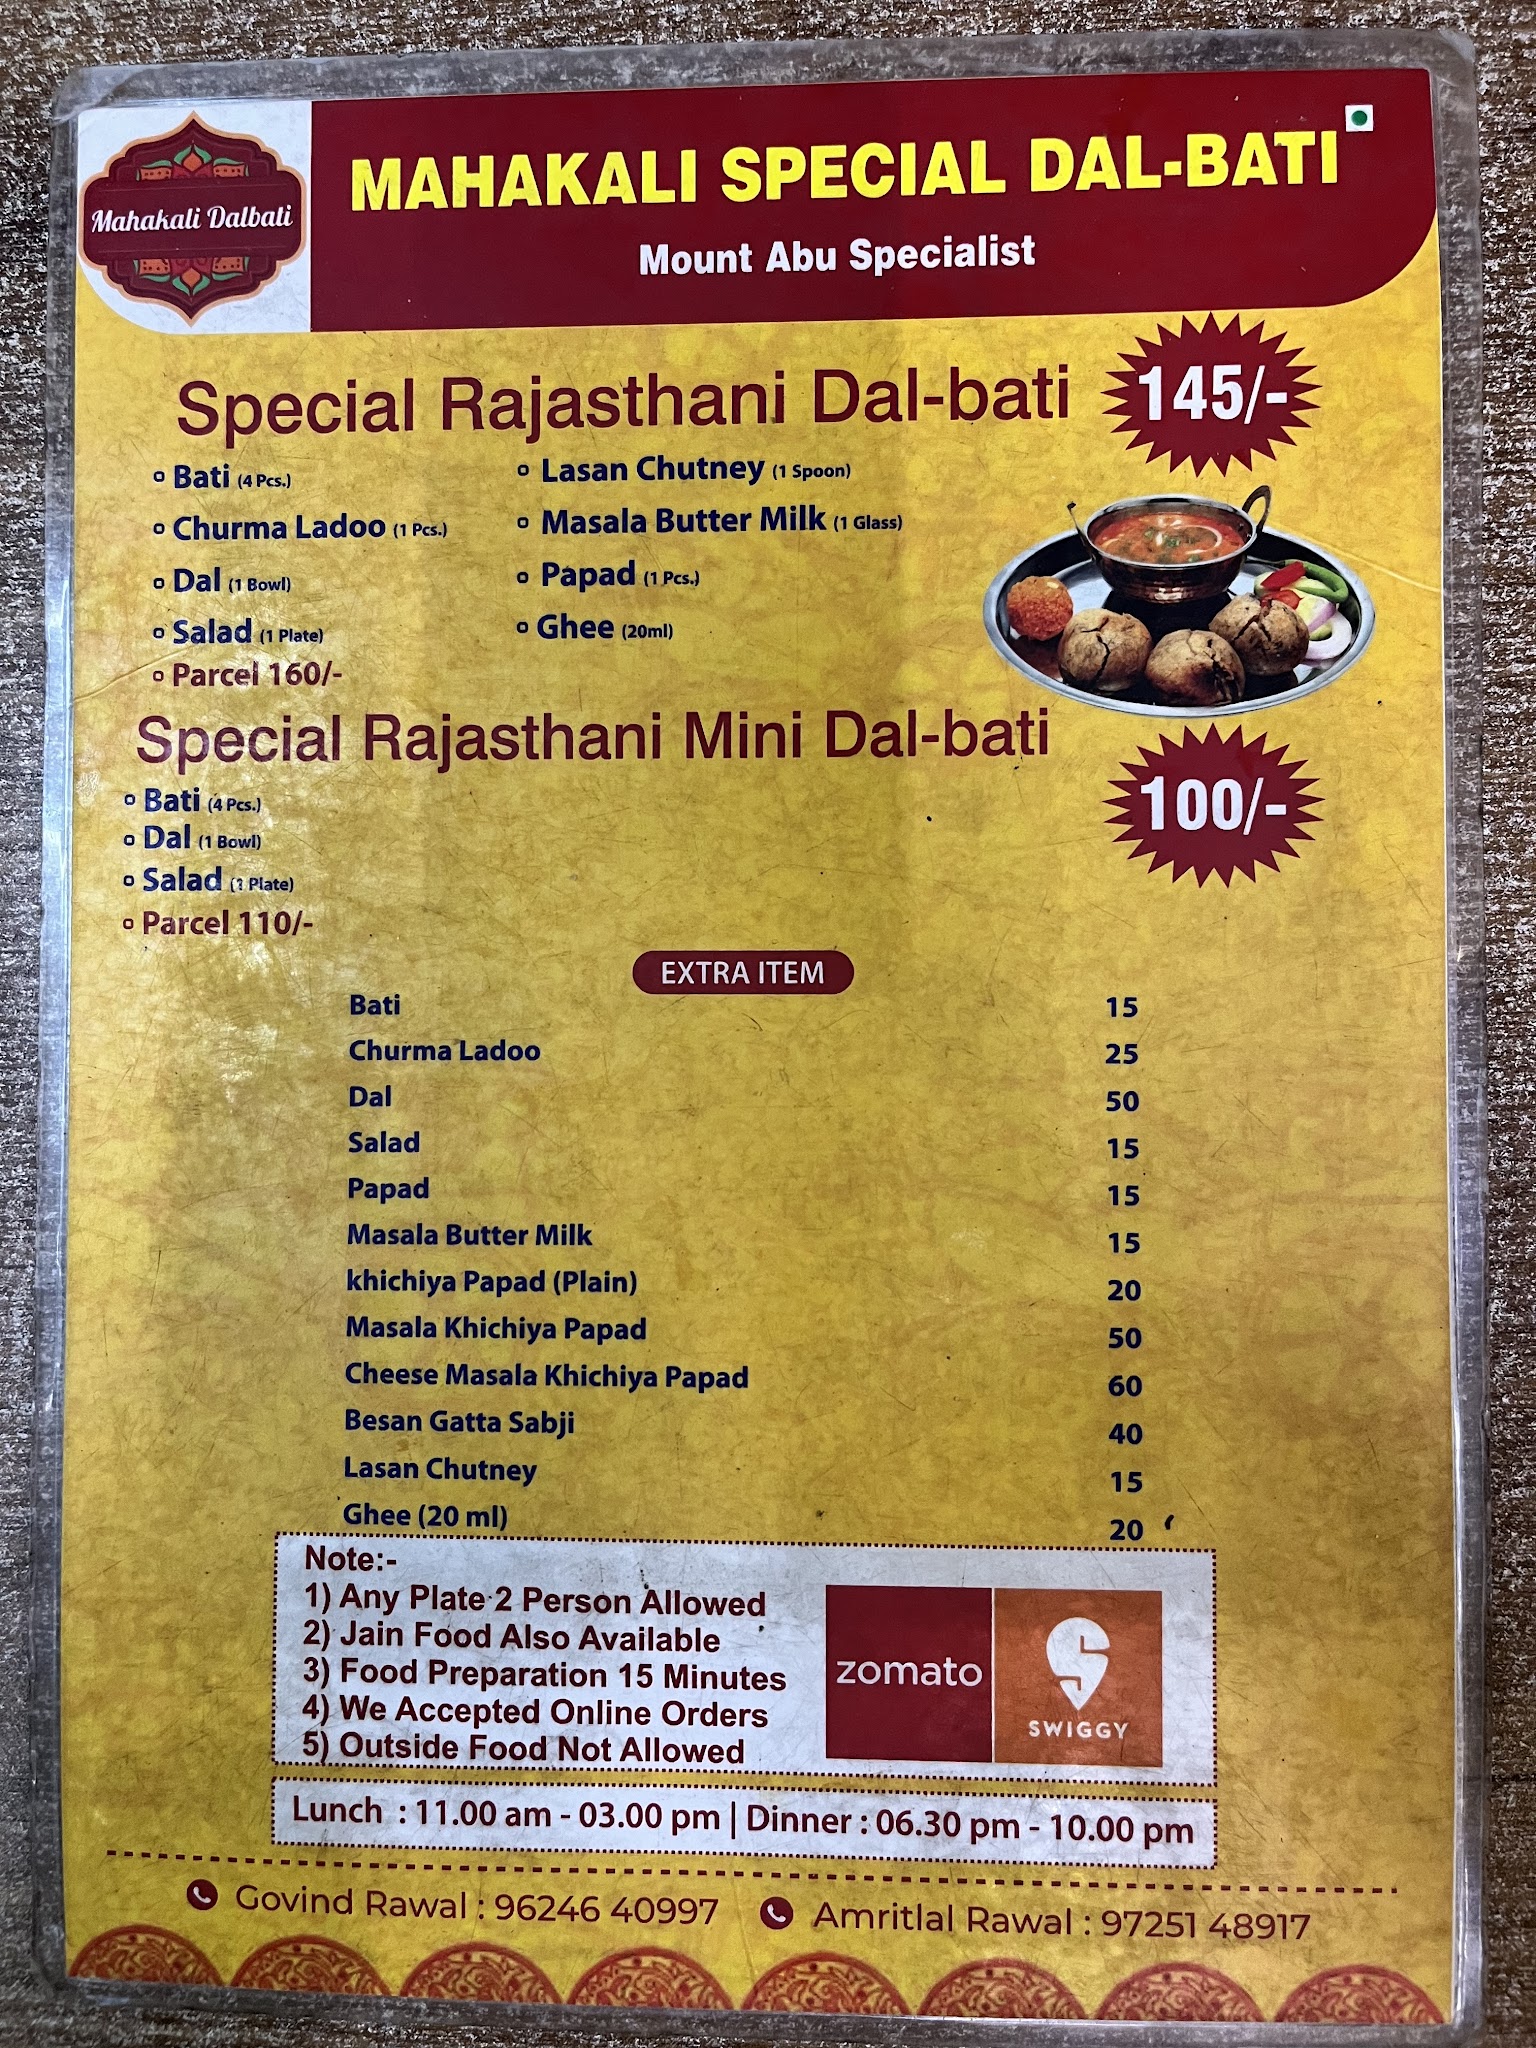 Mahakali Dalbati
MAHAKALI SPECIAL DAL-BATI
Mount Abu Specialist
Special Rajasthani Dal-bati
145/-
Bati (4 Pcs.)
Churma Ladoo (1 Pcs.)
Dal (1 Bowl)
Salad (1 Plate)
Parcel 160/-
Lasan Chutney (1 Spoon)
Masala Butter Milk (1 Glass)
Papad (1 Pcs.)
Ghee (20ml)
Special Rajasthani Mini Dal-bati
100/-
Bati (4 Pcs.)
Dal (1 Bowl)
Salad (1 Plate)
Parcel 110/-
EXTRA ITEM
Bati 15
Churma Ladoo 25
Dal 50
Salad 15
Papad 15
Masala Butter Milk 15
khichiya Papad (Plain) 20
Masala Khichiya Papad 50
Cheese Masala Khichiya Papad 60
Besan Gatta Sabji 40
Lasan Chutney 15
Ghee (20 ml) 20
Note:-
1) Any Plate 2 Person Allowed
2) Jain Food Also Available
3) Food Preparation 15 Minutes
4) We Accepted Online Orders
5) Outside Food Not Allowed
zomato
SWIGGY
Lunch : 11.00 am - 03.00 pm | Dinner : 06.30 pm - 10.00 pm
Govind Rawal : 96246 40997
Amritlal Rawal : 97251 48917